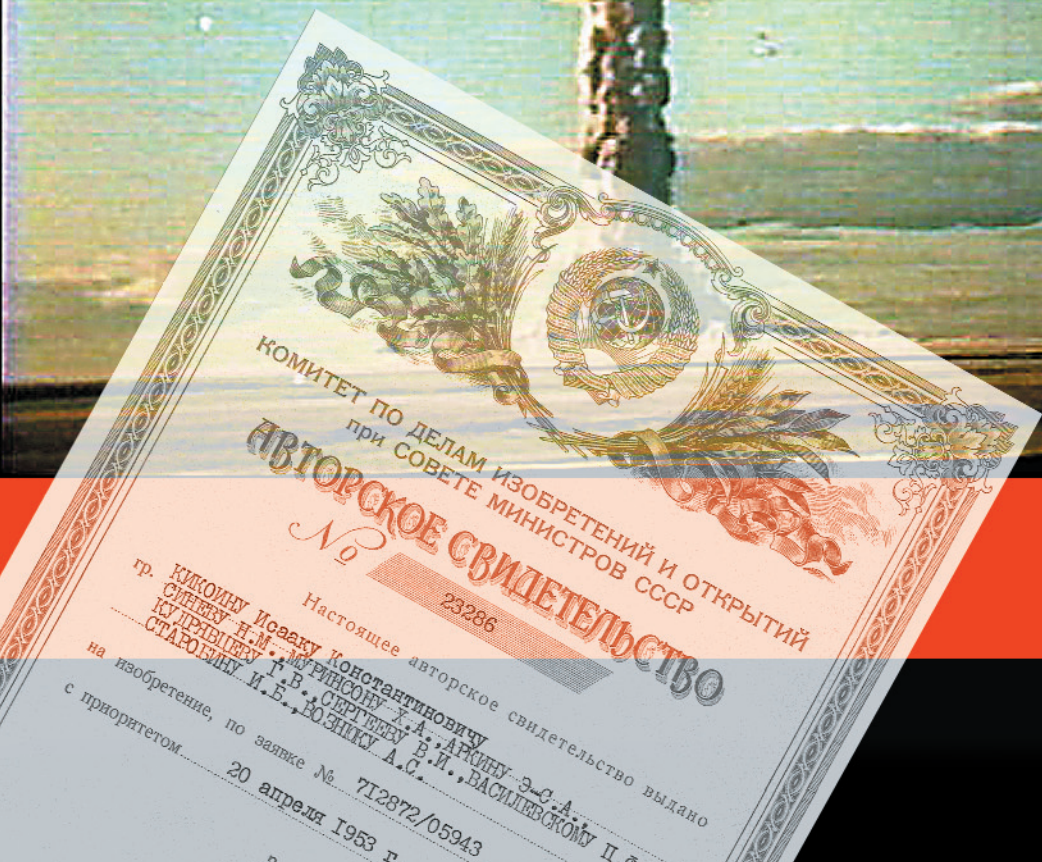 КОМИТЕТ ПО ДЕЛАМ ИЗОБРЕТЕНИЙ И ОТКРЫТИЙ
при СОВЕТЕ МИНИСТРОВ СССР
АВТОРСКОЕ СВИДЕТЕЛЬСТВО
№ 23286
Настоящее авторское свидетельство выдано
гр. КИКОИНУ Исааку Константиновичу
СИНЕВУ Н.М., МУРИНСОНУ Х.А., АРКИНУ Э-С.А.,
КУДРЯВЦЕВУ Г.В., СЕРГЕЕВУ В.И., ВАСИЛЕВСКОМУ П.
СТАРОБИНУ И.Б., ВОЗНЮКУ А.С.
на изобретение, по заявке № 712872/05943
с приоритетом 20 апреля 1953 г